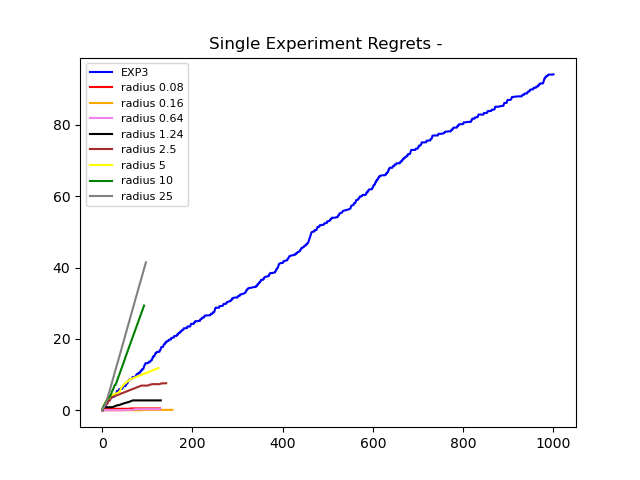 Single Experiment Regrets -
EXP3
radius 0.08
radius 0.16
radius 0.64
radius 1.24
radius 2.5
radius 5
radius 10
radius 25
80
60
40
20
0
0 200 400 600 800 1000